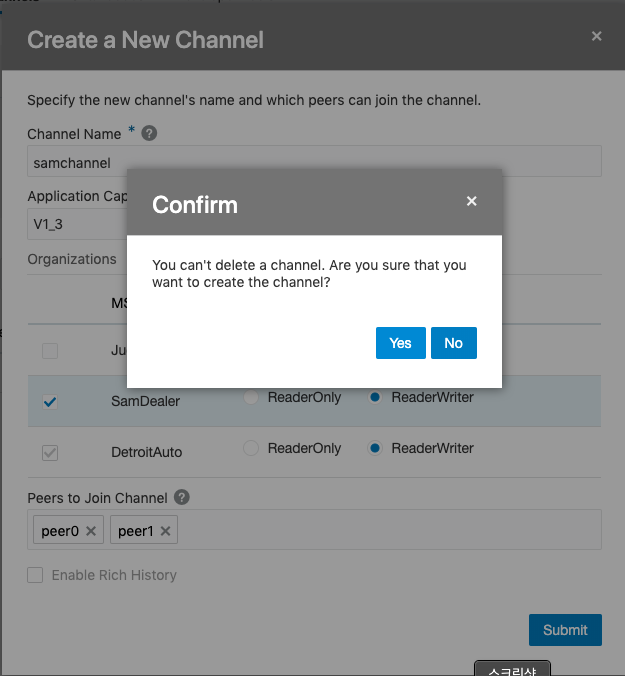 Create a New Channel
Specify the new channel's name and which peers can join the channel.
Channel Name * ?
samchannel
Application Cap
V1_3
Confirm
You can't delete a channel. Are you sure that you
want to create the channel?
Yes No
Organizations
MS
Ju
SamDealer ReaderOnly ReaderWriter
DetroitAuto ReaderOnly ReaderWriter
Peers to Join Channel ?
peer0 peer1
Enable Rich History
Submit
스크린샷